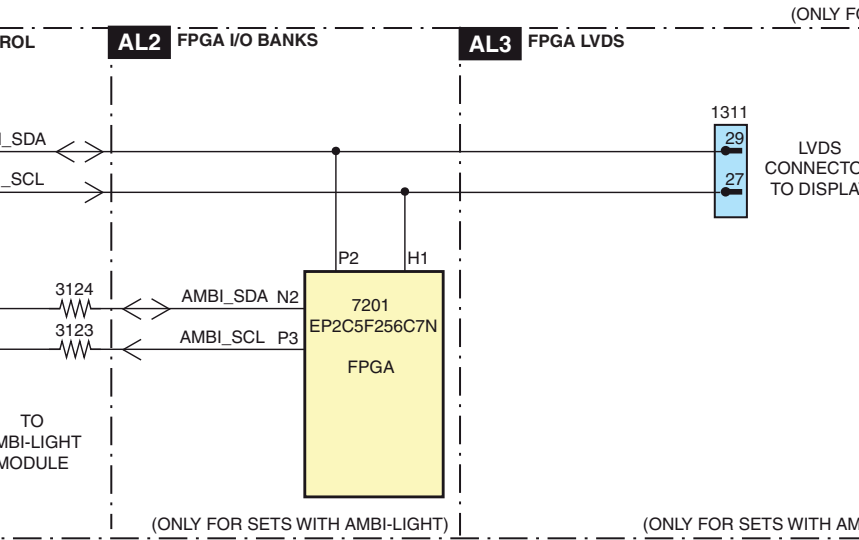 (ONLY FO
ROL
AL2 FPGA I/O BANKS
AL3 FPGA LVDS
1311
_SDA
29
LVDS
CONNECTO
_SCL
27
TO DISPLA
P2
H1
3124
AMBI_SDA N2
7201
EP2C5F256C7N
3123
AMBI_SCL P3
FPGA
TO
MBI-LIGHT
MODULE
(ONLY FOR SETS WITH AMBI-LIGHT)
(ONLY FOR SETS WITH AM